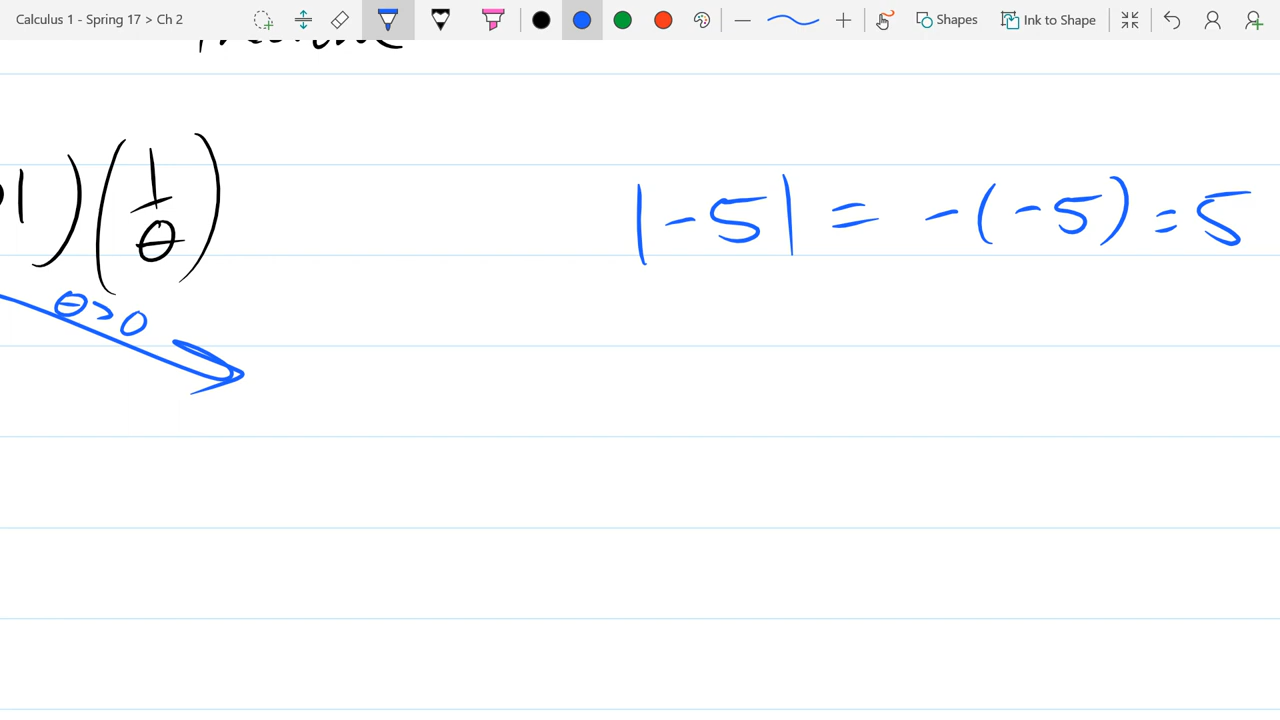 Calculus 1 - Spring 17 > Ch 2
Shapes
Ink to Shape
|) (1/θ)
|-5| = -(-5) = 5
θ>0